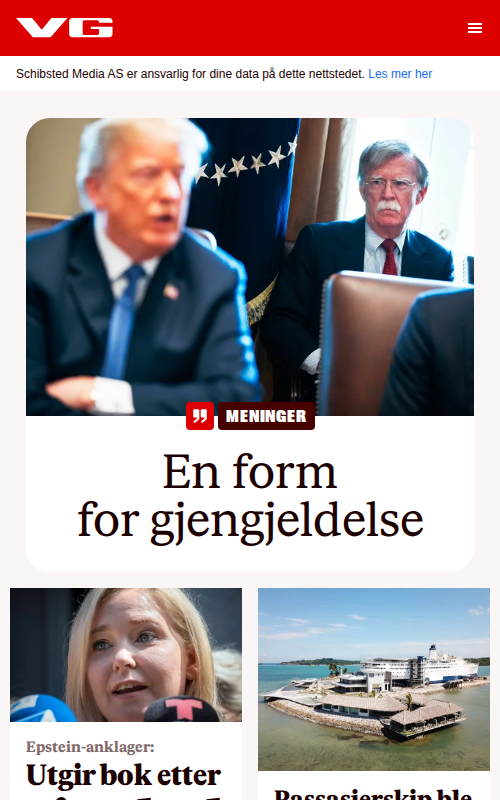 VG
Schibsted Media AS er ansvarlig for dine data på dette nettstedet. Les mer her
MENINGER
En form
for gjengjeldelse
Epstein-anklager:
Utgir bok etter
Passasjerskip ble